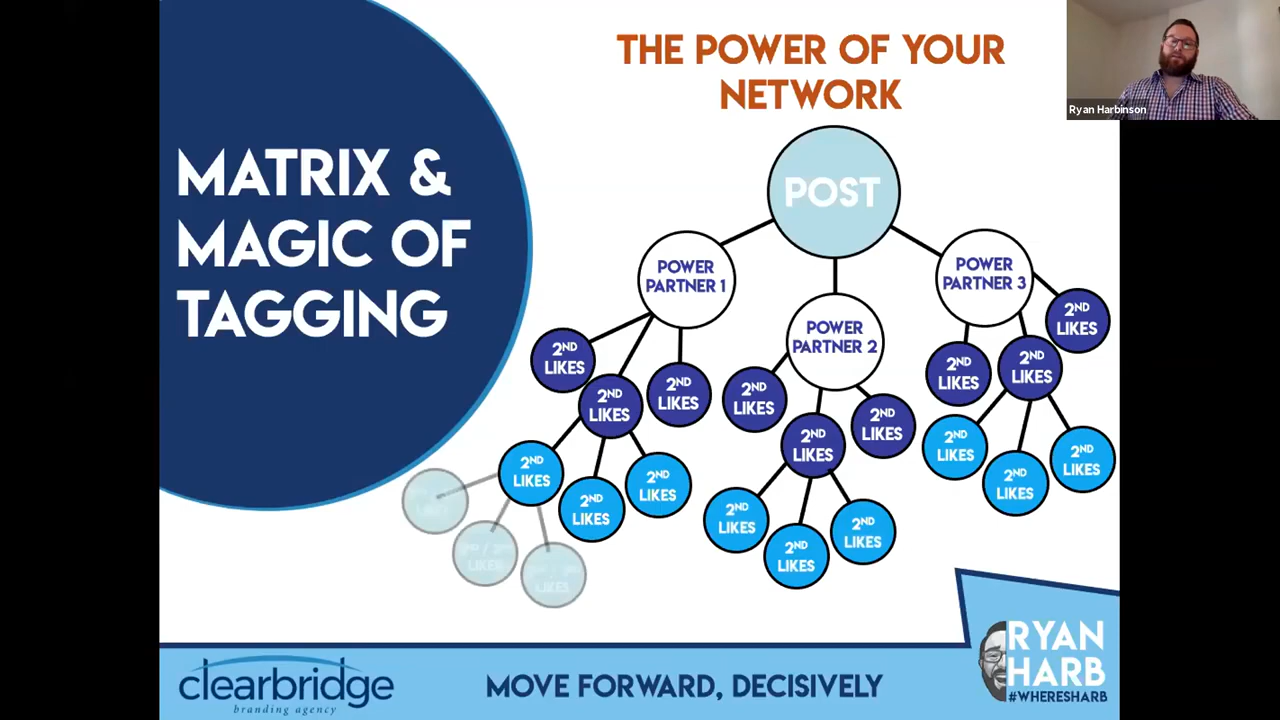 THE POWER OF YOUR
NETWORK
Ryan Harbinson
MATRIX &
MAGIC OF
TAGGING
POST
POWER
PARTNER 1
POWER
PARTNER 2
POWER
PARTNER 3
2ND
LIKES
2ND
LIKES
2ND
LIKES
2ND
LIKES
2ND
LIKES
2ND
LIKES
2ND
LIKES
2ND
LIKES
2ND
LIKES
2ND
LIKES
2ND
LIKES
2ND
LIKES
2ND
LIKES
2ND
LIKES
2ND
LIKES
2ND
LIKES
2ND
LIKES
2ND
LIKES
LIKES
LIKES
clearbridge
branding agency
MOVE FORWARD, DECISIVELY
RYAN
HARB
#WHERESHARB